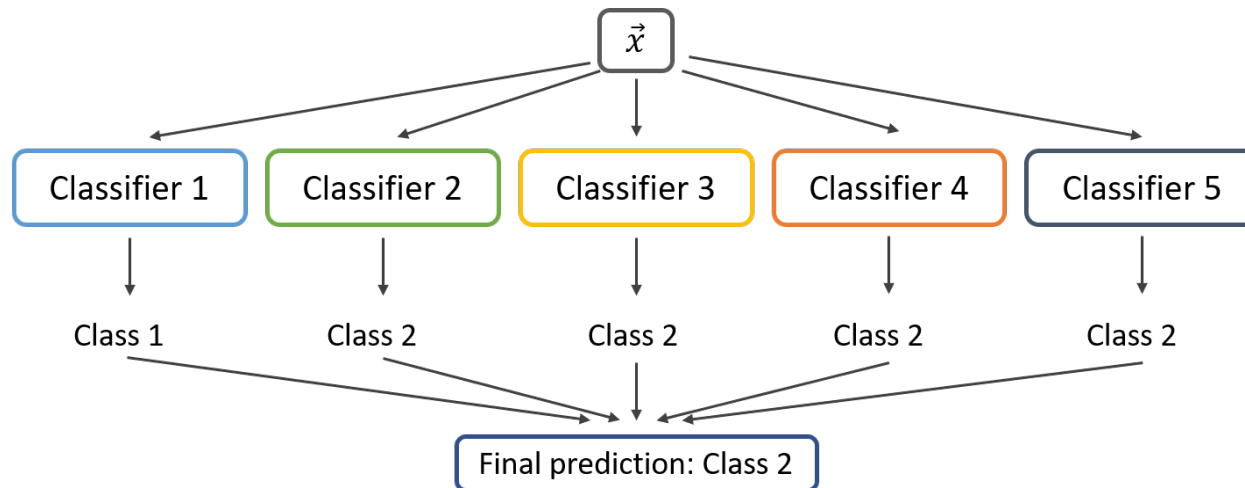 x⃗
Classifier 1 Classifier 2 Classifier 3 Classifier 4 Classifier 5
Class 1 Class 2 Class 2 Class 2 Class 2
Final prediction: Class 2